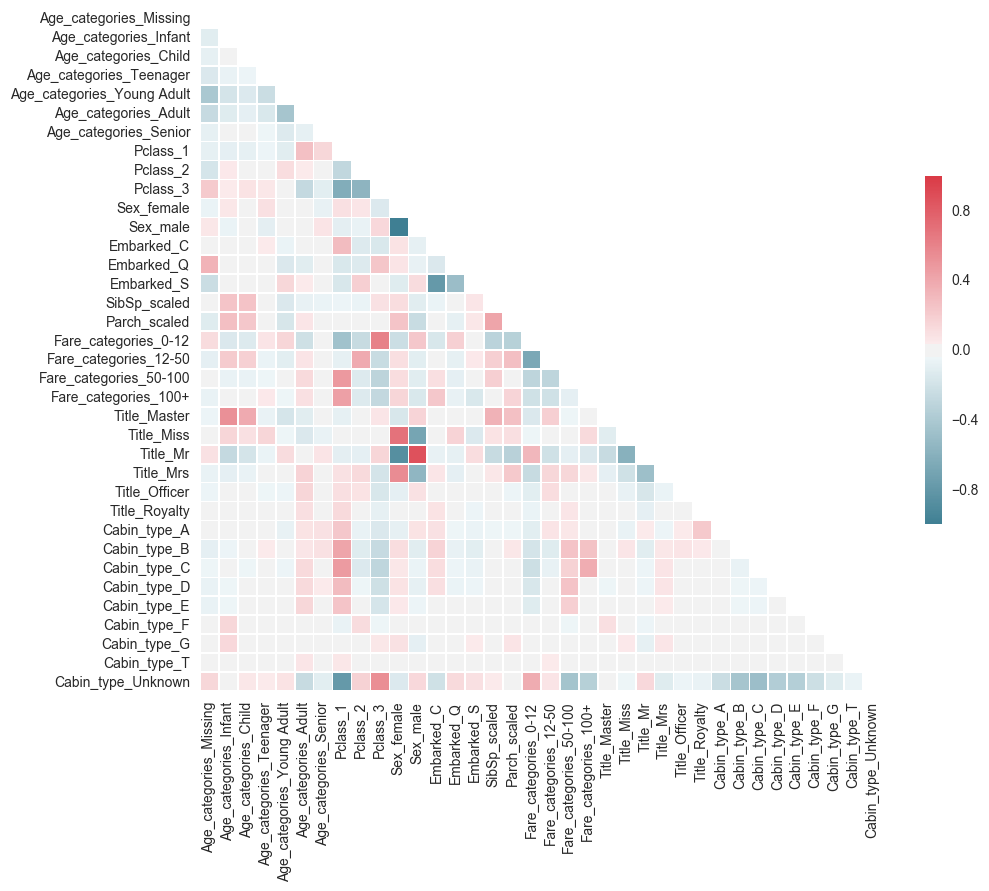 Age_categories_Missing
Age_categories_Infant
Age_categories_Child
Age_categories_Teenager
Age_categories_Young Adult
Age_categories_Adult
Age_categories_Senior
Pclass_1
Pclass_2
Pclass_3
Sex_female
Sex_male
Embarked_C
Embarked_Q
Embarked_S
SibSp_scaled
Parch_scaled
Fare_categories_0-12
Fare_categories_12-50
Fare_categories_50-100
Fare_categories_100+
Title_Master
Title_Miss
Title_Mr
Title_Mrs
Title_Officer
Title_Royalty
Cabin_type_A
Cabin_type_B
Cabin_type_C
Cabin_type_D
Cabin_type_E
Cabin_type_F
Cabin_type_G
Cabin_type_T
Cabin_type_Unknown
Age_categories_Missing
Age_categories_Infant
Age_categories_Child
Age_categories_Teenager
Age_categories_Young Adult
Age_categories_Adult
Age_categories_Senior
Pclass_1
Pclass_2
Pclass_3
Sex_female
Sex_male
Embarked_C
Embarked_Q
Embarked_S
SibSp_scaled
Parch_scaled
Fare_categories_0-12
Fare_categories_12-50
Fare_categories_50-100
Fare_categories_100+
Title_Master
Title_Miss
Title_Mr
Title_Mrs
Title_Officer
Title_Royalty
Cabin_type_A
Cabin_type_B
Cabin_type_C
Cabin_type_D
Cabin_type_E
Cabin_type_F
Cabin_type_G
Cabin_type_T
Cabin_type_Unknown
0.8
0.4
0.0
−0.4
−0.8